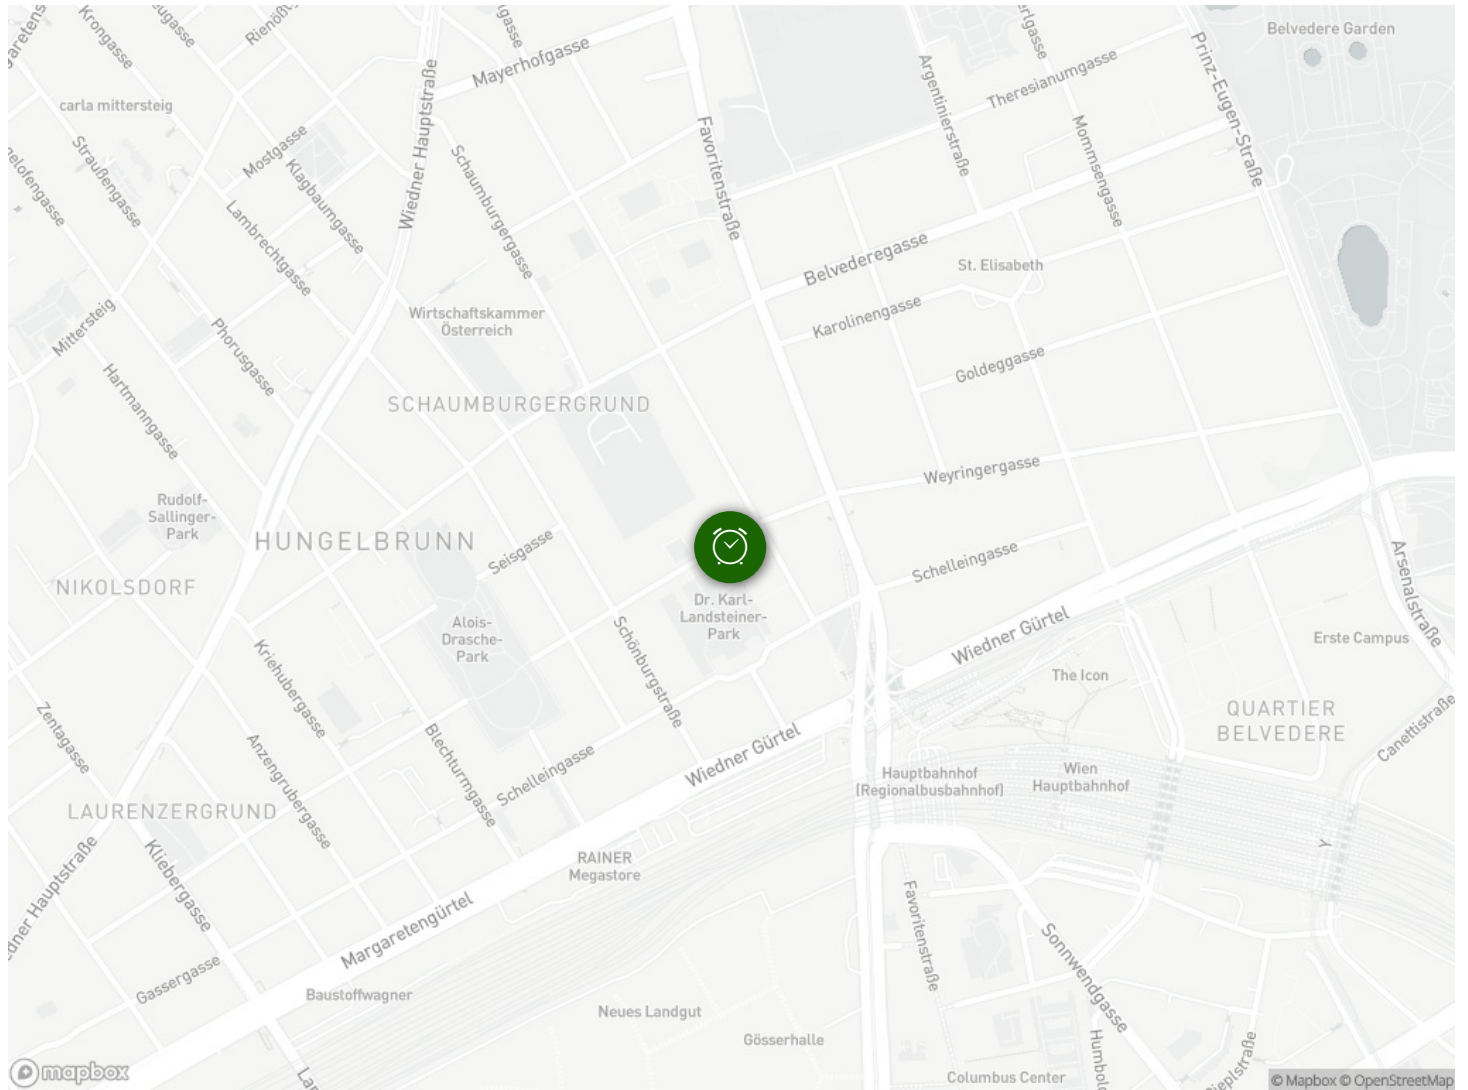 Krongasse
Rienößl
Mayerhofgasse
Belvedere Garden
carla mittersteig
Straußengasse
Mostgasse
Klagbaumgasse
Wiedner Hauptstraße
Schaumburgergasse
Favoritenstraße
Argentinierstraße
Theresianumgasse
Mommsengasse
Prinz-Eugen-Straße
Lambrechtgasse
Belvederegasse
St. Elisabeth
Mittersteig
Phorusgasse
Wirtschaftskammer
Österreich
Karolinengasse
Hartmanngasse
SCHAUMBURGERGRUND
Goldeggasse
Weyringergasse
Rudolf-
Sallinger-
Park
HUNGELBRUNN
Seisgasse
NIKOLSDORF
Schelleingasse
Arsenalstraße
Dr. Karl-
Landsteiner-
Park
Alois-
Drasche-
Park
Schönburgstraße
Wiedner Gürtel
Erste Campus
Kriehubergasse
The Icon
QUARTIER
BELVEDERE
Zentagasse
Anzengrubergasse
Blechturmgasse
Schelleingasse
Wiedner Gürtel
Canettistraße
Hauptbahnhof
(Regionalbusbahnhof)
Wien
Hauptbahnhof
LAURENZERGRUND
Kliebergasse
RAINER
Megastore
Margaretengürtel
Favoritenstraße
Sonnwendgasse
Gassergasse
Baustoffwagner
Neues Landgut
Gösserhalle
Columbus Center
mapbox
© Mapbox © OpenStreetMap